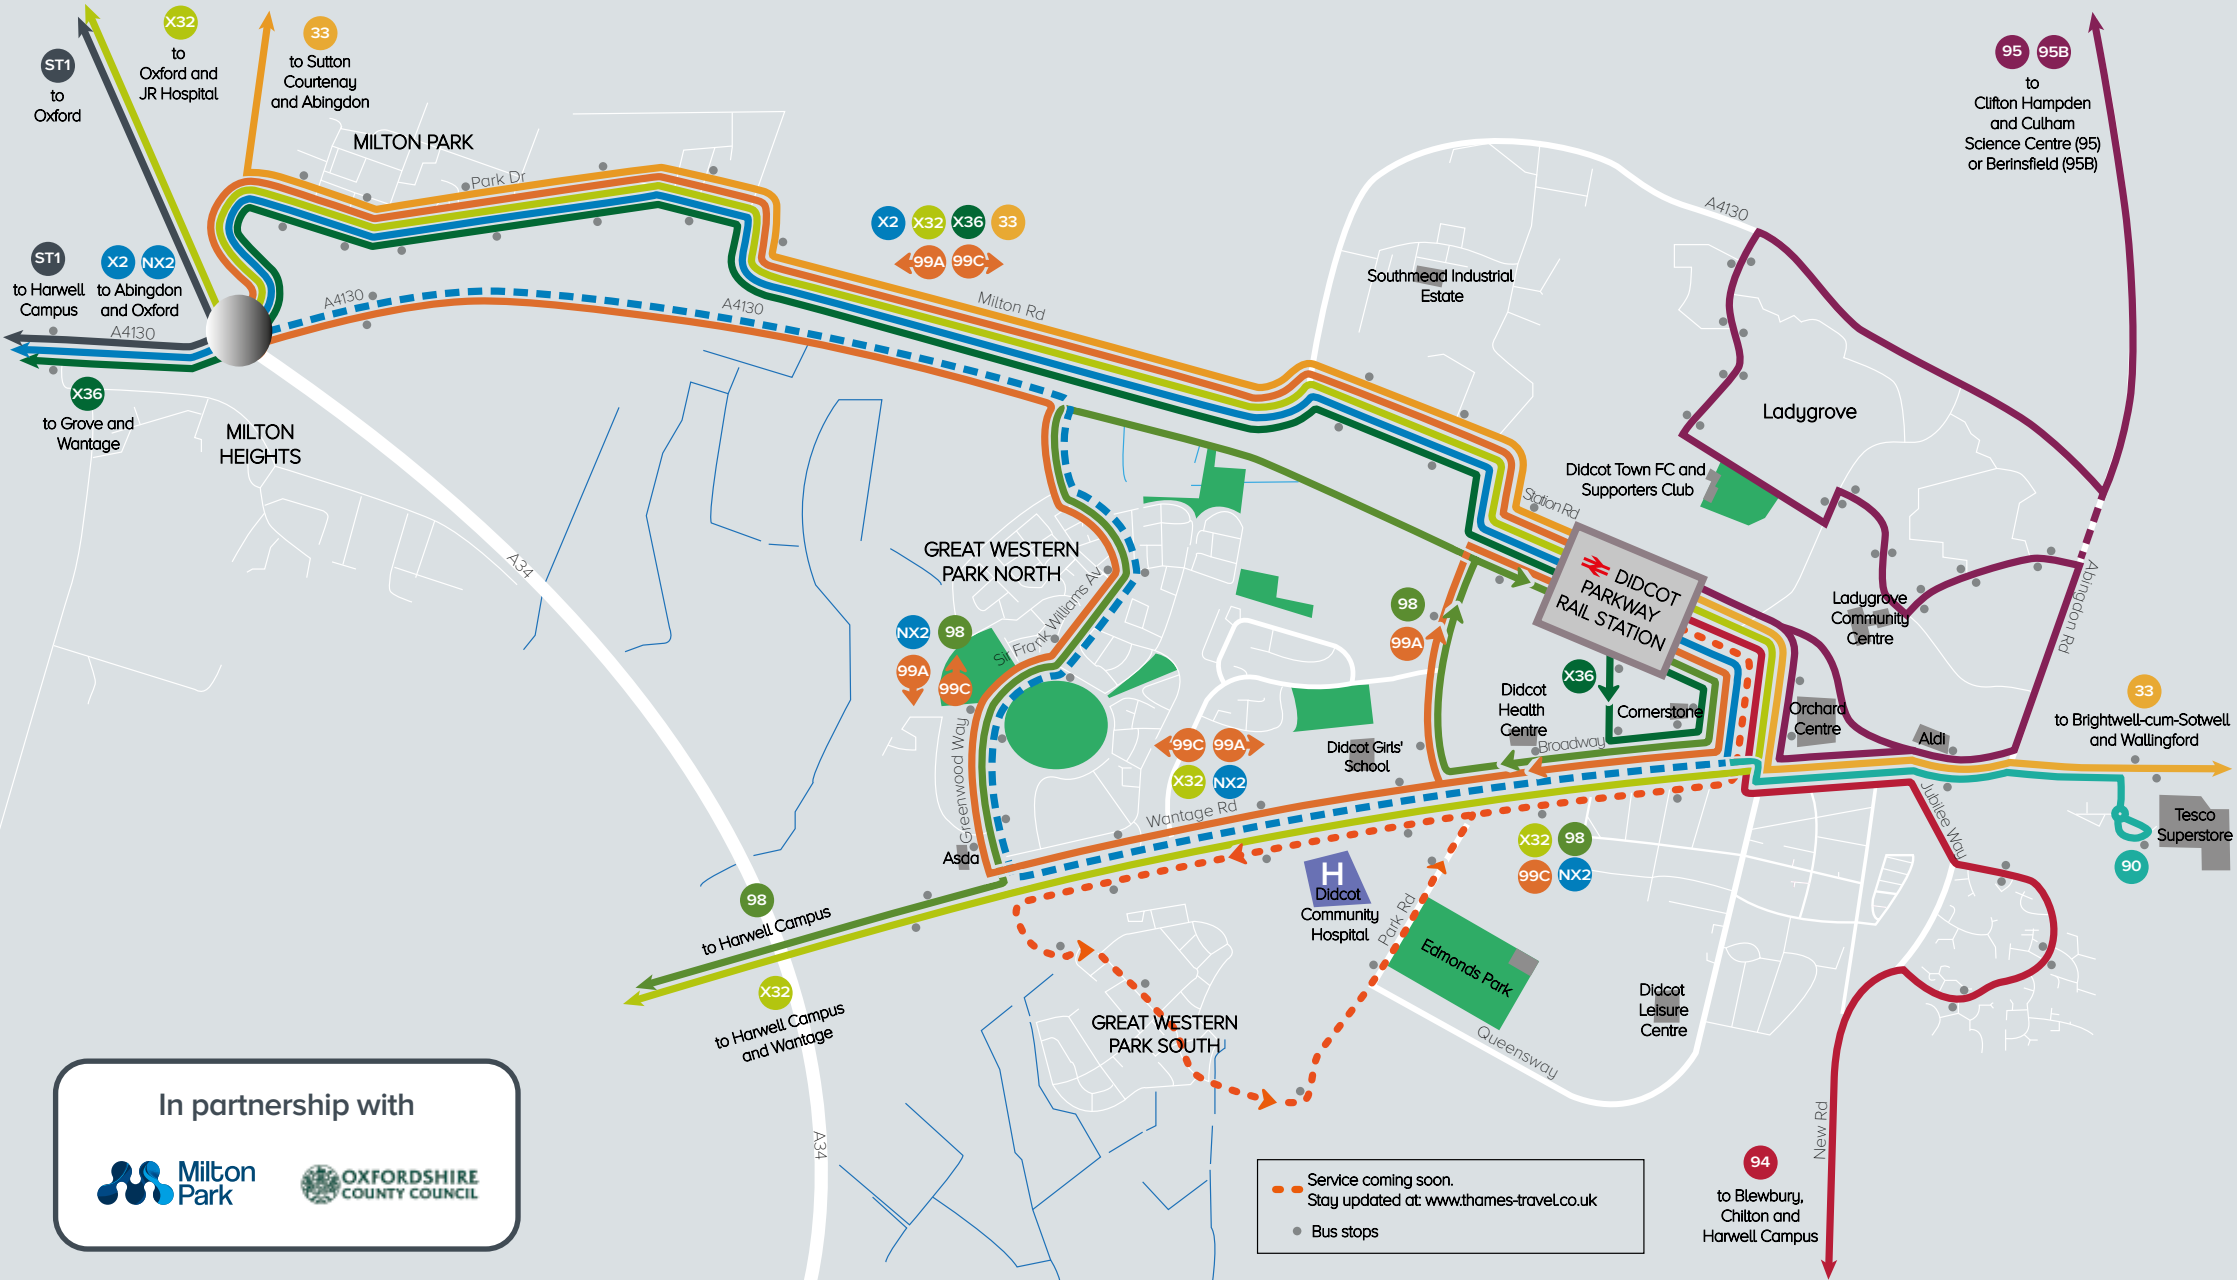 X32
to
Oxford and
JR Hospital
ST1
to
Oxford
33
to Sutton
Courtenay
and Abingdon
MILTON PARK
Park Dr
95 95B
to
Clifton Hampden
and Culham
Science Centre (95)
or Berinsfield (95B)
ST1
to Harwell
Campus
X2 NX2
to Abingdon
and Oxford
A4130
A4130
A4130
X36
to Grove and
Wantage
MILTON
HEIGHTS
X2 X32 X36 33
99A 99C
Milton Rd
A4130
Southmead Industrial
Estate
Ladygrove
Didcot Town FC and
Supporters Club
Station Rd
DIDCOT
PARKWAY
RAIL STATION
Ladygrove
Community
Centre
Abingdon Rd
A34
GREAT WESTERN
PARK NORTH
Sir Frank Williams Av
NX2 98
99A 99C
Greenwood Way
Asda
98
99A
X36
Didcot
Health
Centre
Cornerstone
Broadway
Orchard
Centre
Aldi
33
to Brightwell-cum-Sotwell
and Wallingford
99C 99A
X32 NX2
Didcot Girls'
School
Wantage Rd
X32 98
99C NX2
Jubilee Way
Tesco
Superstore
90
98
to Harwell Campus
X32
to Harwell Campus
and Wantage
H
Didcot
Community
Hospital
Park Rd
Edmonds Park
Queensway
Didcot
Leisure
Centre
GREAT WESTERN
PARK SOUTH
A34
New Rd
94
to Blewbury,
Chilton and
Harwell Campus
In partnership with
Milton
Park
OXFORDSHIRE
COUNTY COUNCIL
Service coming soon.
Stay updated at: www.thames-travel.co.uk
Bus stops